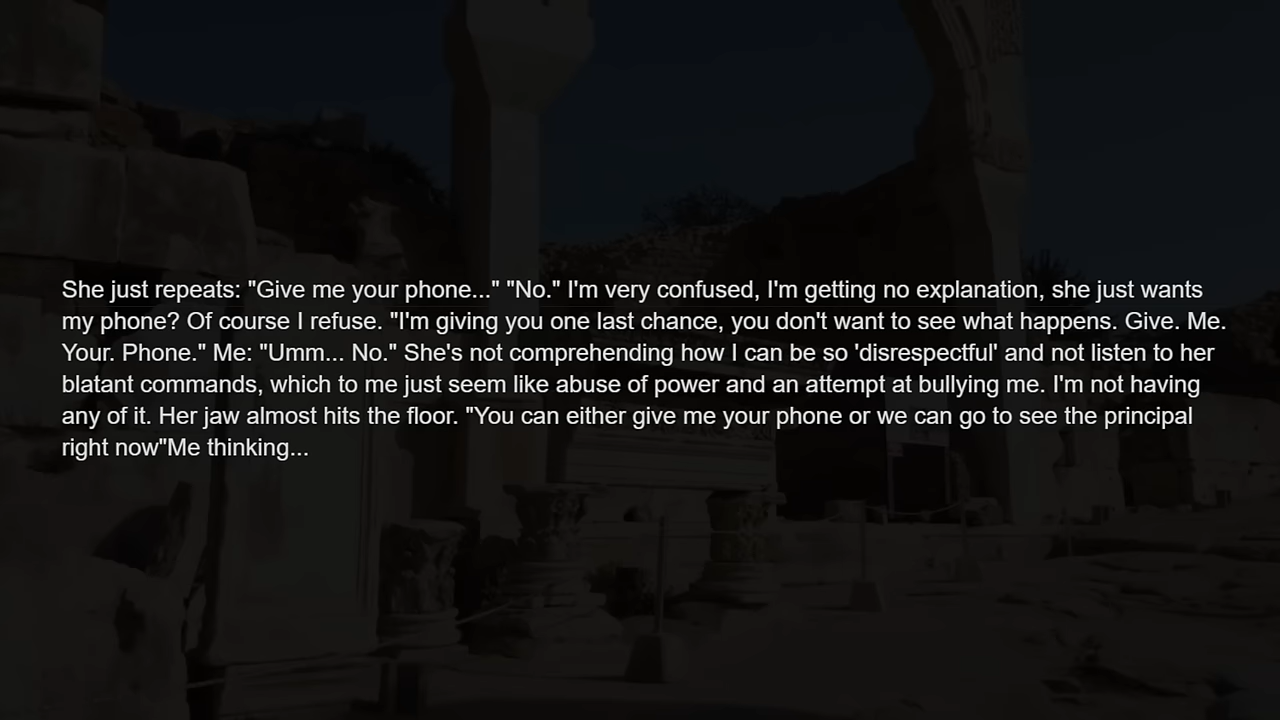 She just repeats: "Give me your phone..." "No." I'm very confused, I'm getting no explanation, she just wants
my phone? Of course I refuse. "I'm giving you one last chance, you don't want to see what happens. Give. Me.
Your. Phone." Me: "Umm... No." She's not comprehending how I can be so 'disrespectful' and not listen to her
blatant commands, which to me just seem like abuse of power and an attempt at bullying me. I'm not having
any of it. Her jaw almost hits the floor. "You can either give me your phone or we can go to see the principal
right now"Me thinking...